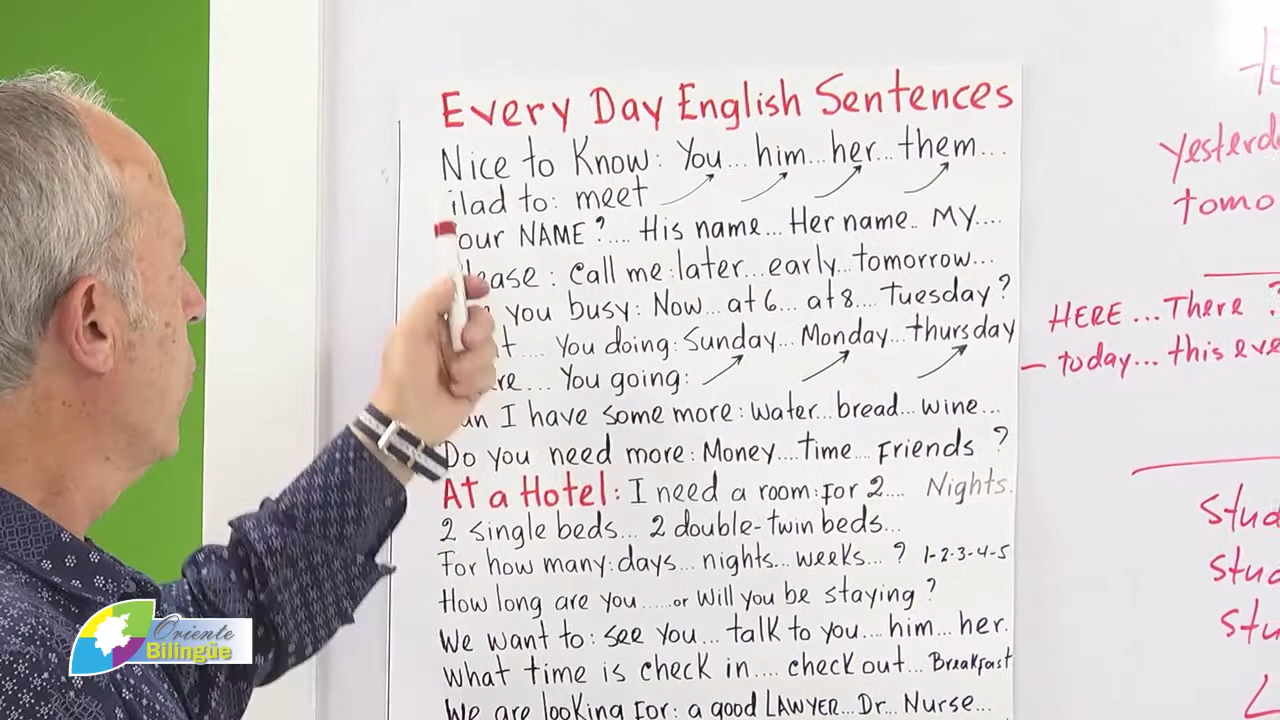 Every Day English Sentences
Nice to Know: You... him... her... them...
ilad to: meet
our NAME?.... His name... Her name.. My....
lease: call me: later... early... tomorrow...
you busy: Now... at 6... at 8.... Tuesday?
t .... You doing: Sunday... Monday... thursday
re... You going:
an I have some more: water... bread... wine...
Do you need more: Money.... time... Friends?
At a Hotel: I need a room: For 2.... Nights.
2 single beds... 2 double-twin beds...
For how many: days... nights... weeks...? 1-2-3-4-5
How long are you ......or Will you be staying?
We want to: see You... talk to you.... him... her.
What time is check in.... check out... Breakfast
We are looking For: a good LAWYER... Dr.. Nurse...
yesterd
tomo
HERE... There?
- today... this eve
Stud
stud
stu
Oriente
Bilingüe